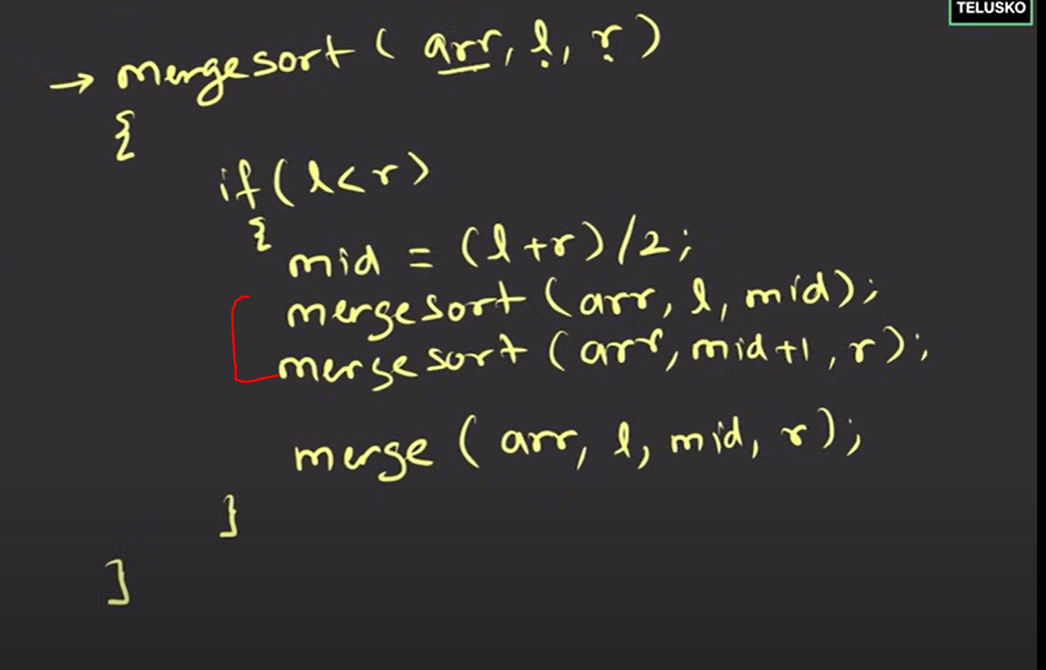 TELUSKO
→ mergesort ( arr, l, r )
{
if ( l < r )
{
mid = ( l + r ) / 2 ;
mergesort ( arr, l, mid ) ;
mergesort ( arr, mid + 1 , r ) ;
merge ( arr, l, mid, r ) ;
}
}